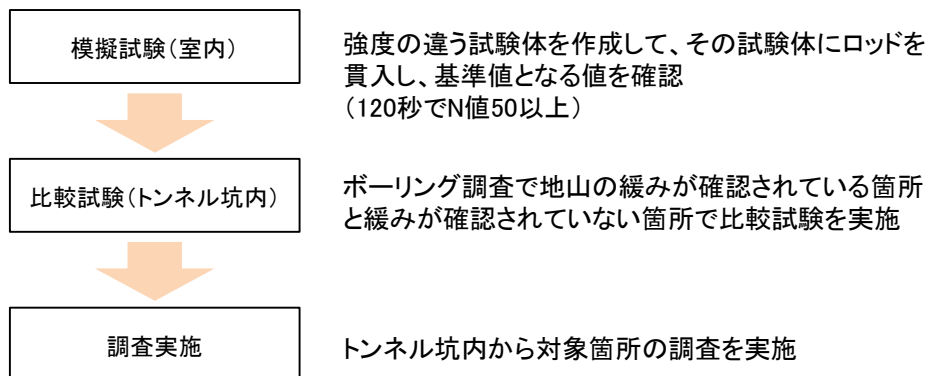 模擬試験(室内)
強度の違う試験体を作成して、その試験体にロッドを
貫入し、基準値となる値を確認
(120秒でN値50以上)
比較試験(トンネル坑内)
ボーリング調査で地山の緩みが確認されている箇所
と緩みが確認されていない箇所で比較試験を実施
調査実施
トンネル坑内から対象箇所の調査を実施